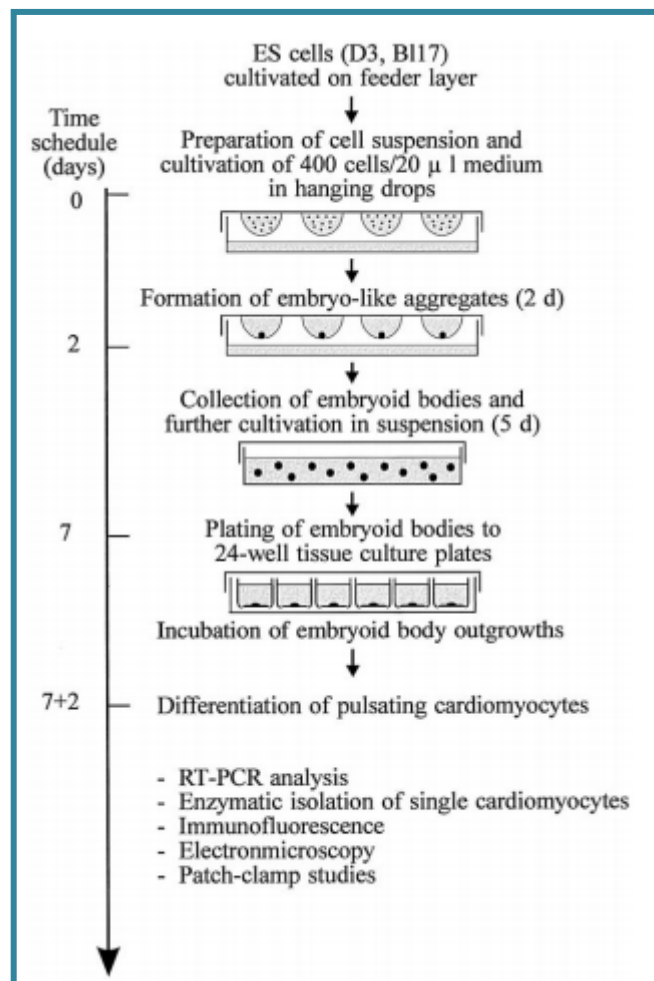 ES cells (D3, Bl17)
cultivated on feeder layer
Time
schedule
(days)
Preparation of cell suspension and
cultivation of 400 cells/20 μ l medium
in hanging drops
0
Formation of embryo-like aggregates (2 d)
2
Collection of embryoid bodies and
further cultivation in suspension (5 d)
7
Plating of embryoid bodies to
24-well tissue culture plates
Incubation of embryoid body outgrowths
7+2
Differentiation of pulsating cardiomyocytes
- RT-PCR analysis
- Enzymatic isolation of single cardiomyocytes
- Immunofluorescence
- Electronmicroscopy
- Patch-clamp studies